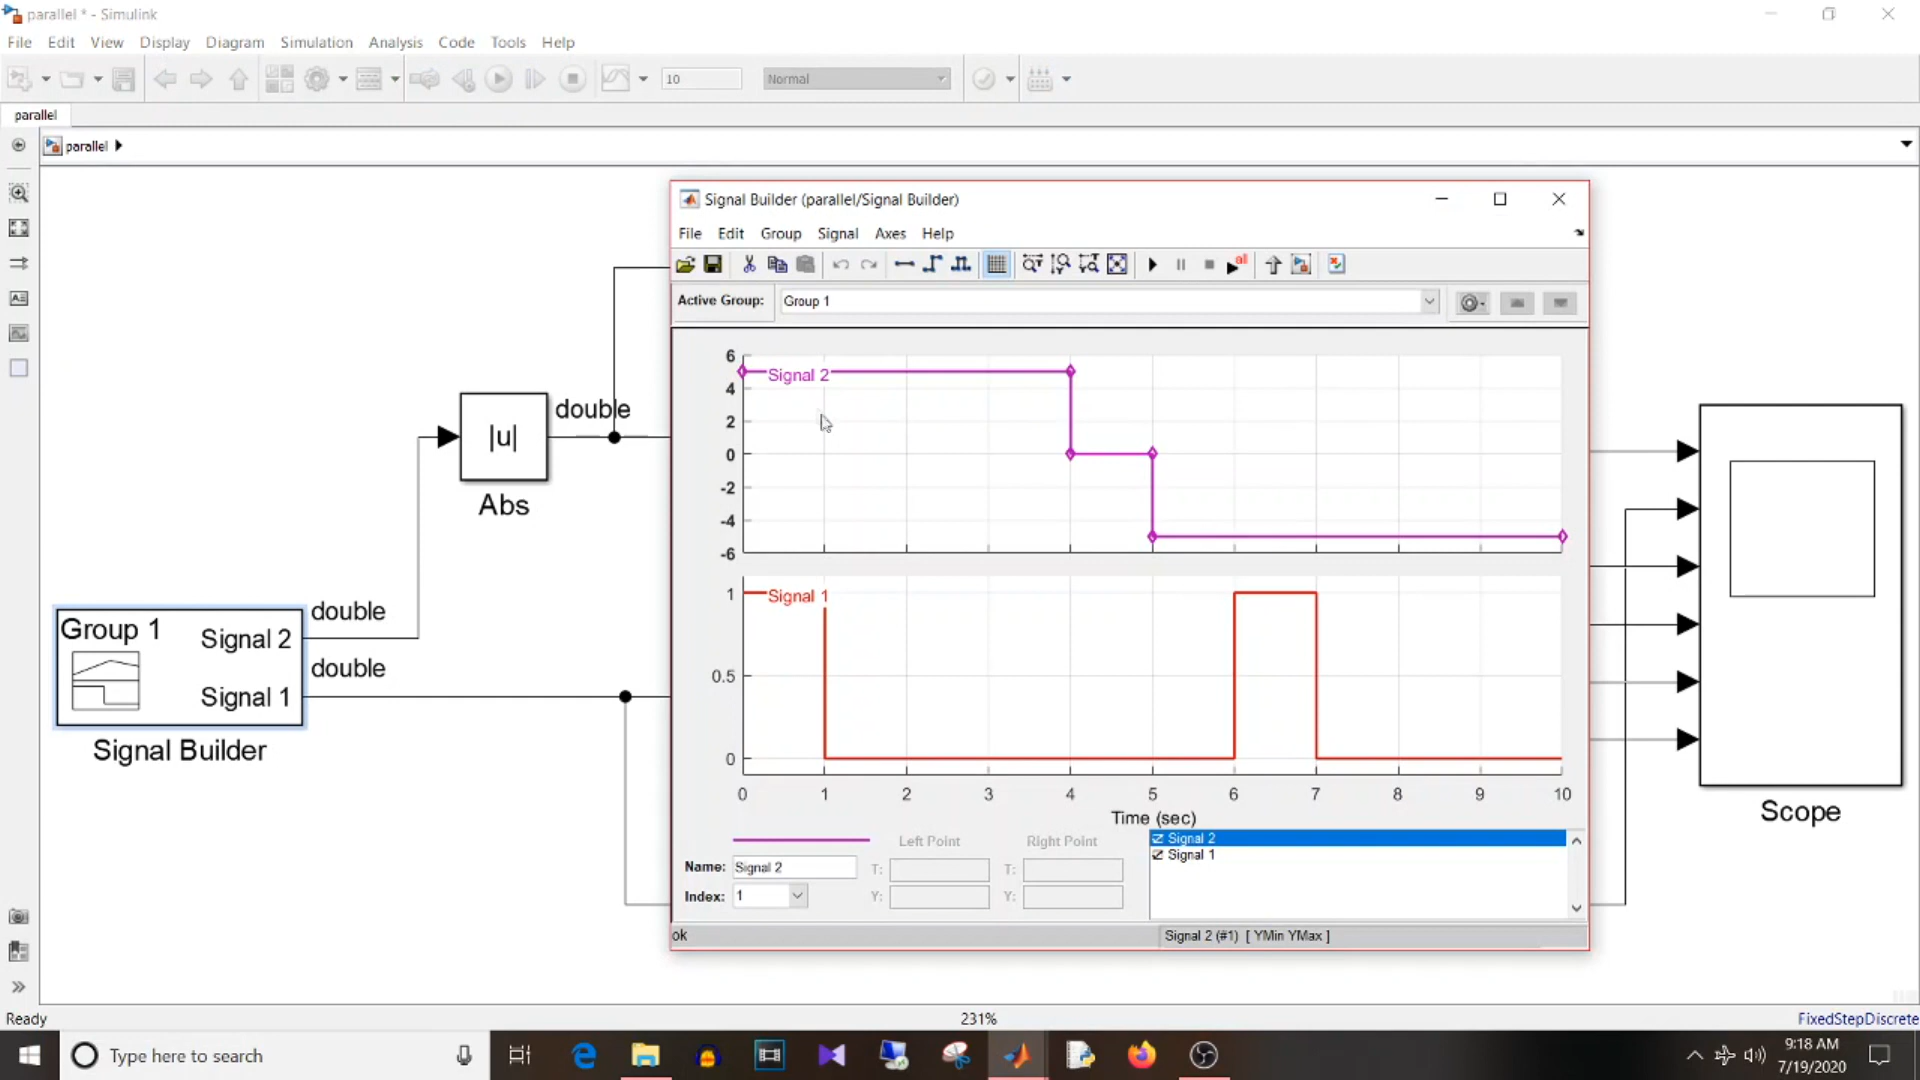 parallel * - Simulink
File Edit View Display Diagram Simulation Analysis Code Tools Help
10 Normal
parallel
parallel
Signal Builder (parallel/Signal Builder)
File Edit Group Signal Axes Help
all
Active Group: Group 1
6
4
2
0
-2
-4
-6
Signal 2
1
0.5
0
Signal 1
0 1 2 3 4 5 6 7 8 9 10
Time (sec)
Left Point Right Point
Name: Signal 2 T: T:
Index: 1 Y: Y:
Signal 2
Signal 1
ok Signal 2 (#1) [ YMin YMax ]
|u| double
Abs
Group 1 Signal 2 double
Signal 1 double
Signal Builder
Scope
Ready 231% FixedStepDiscrete
Type here to search
9:18 AM
7/19/2020